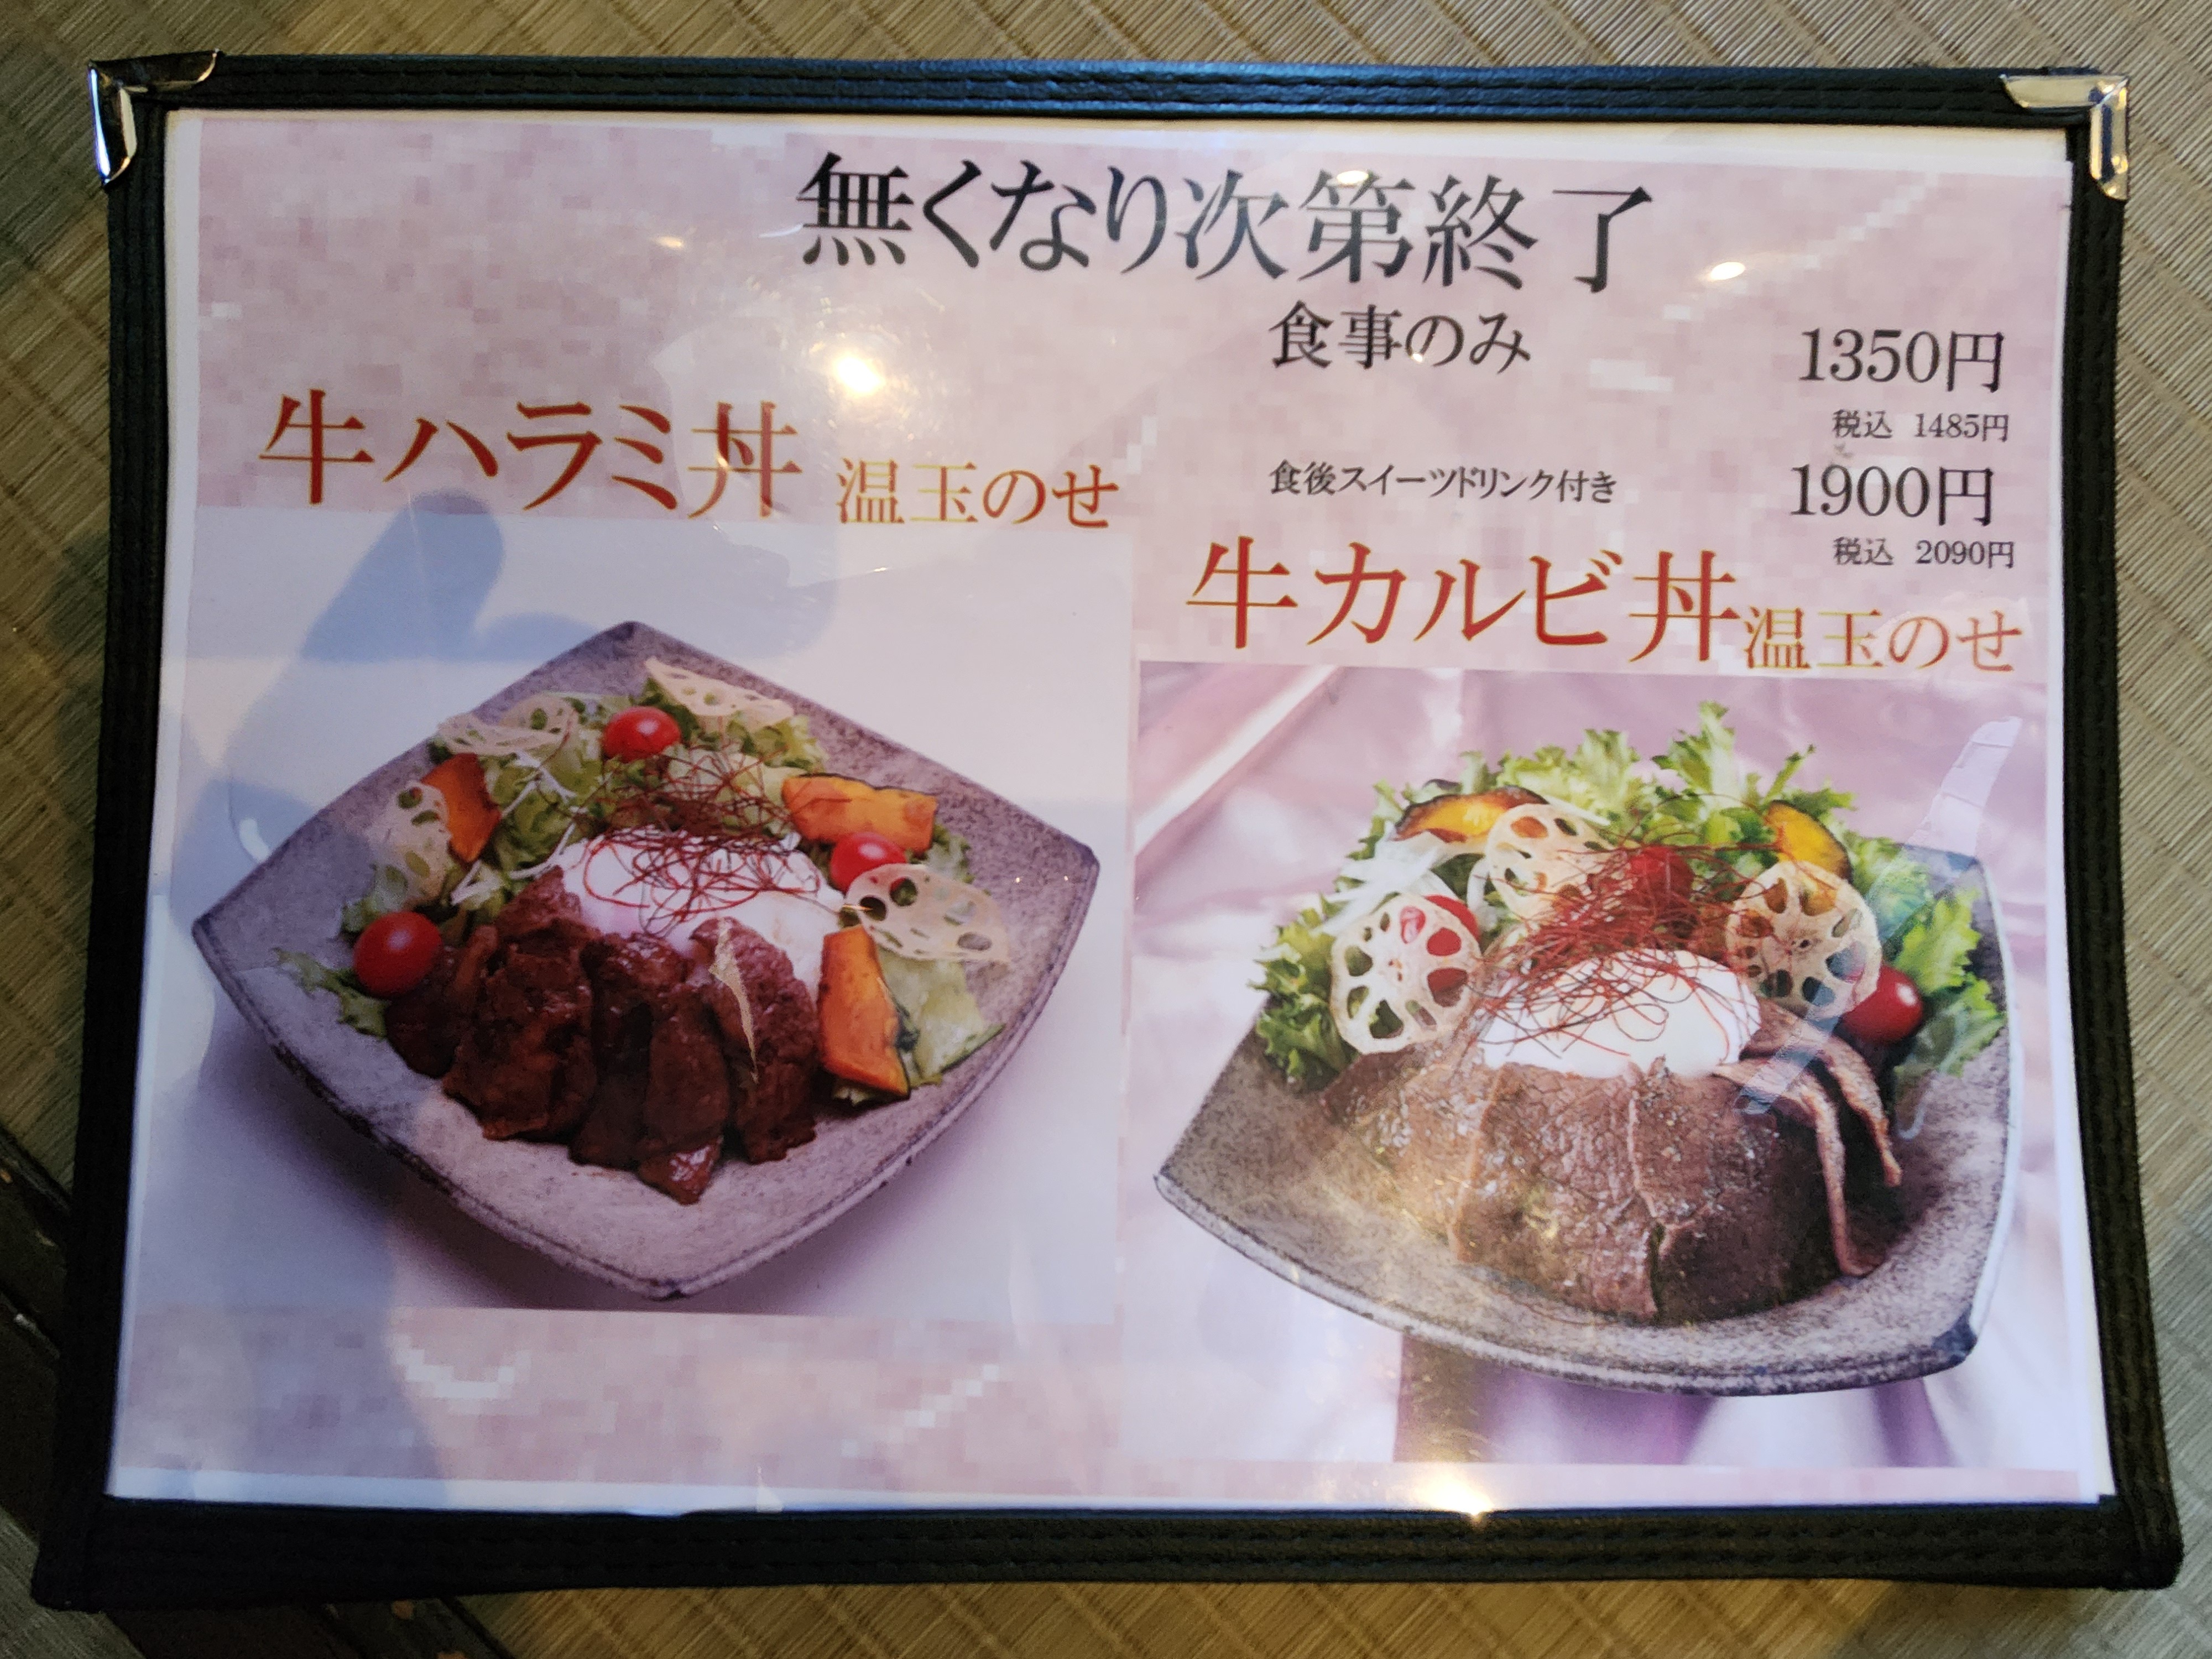 無くなり次第終了
食事のみ 1350円
税込 1485円
牛ハラミ丼 温玉のせ
食後スイーツドリンク付き 1900円
税込 2090円
牛カルビ丼温玉のせ